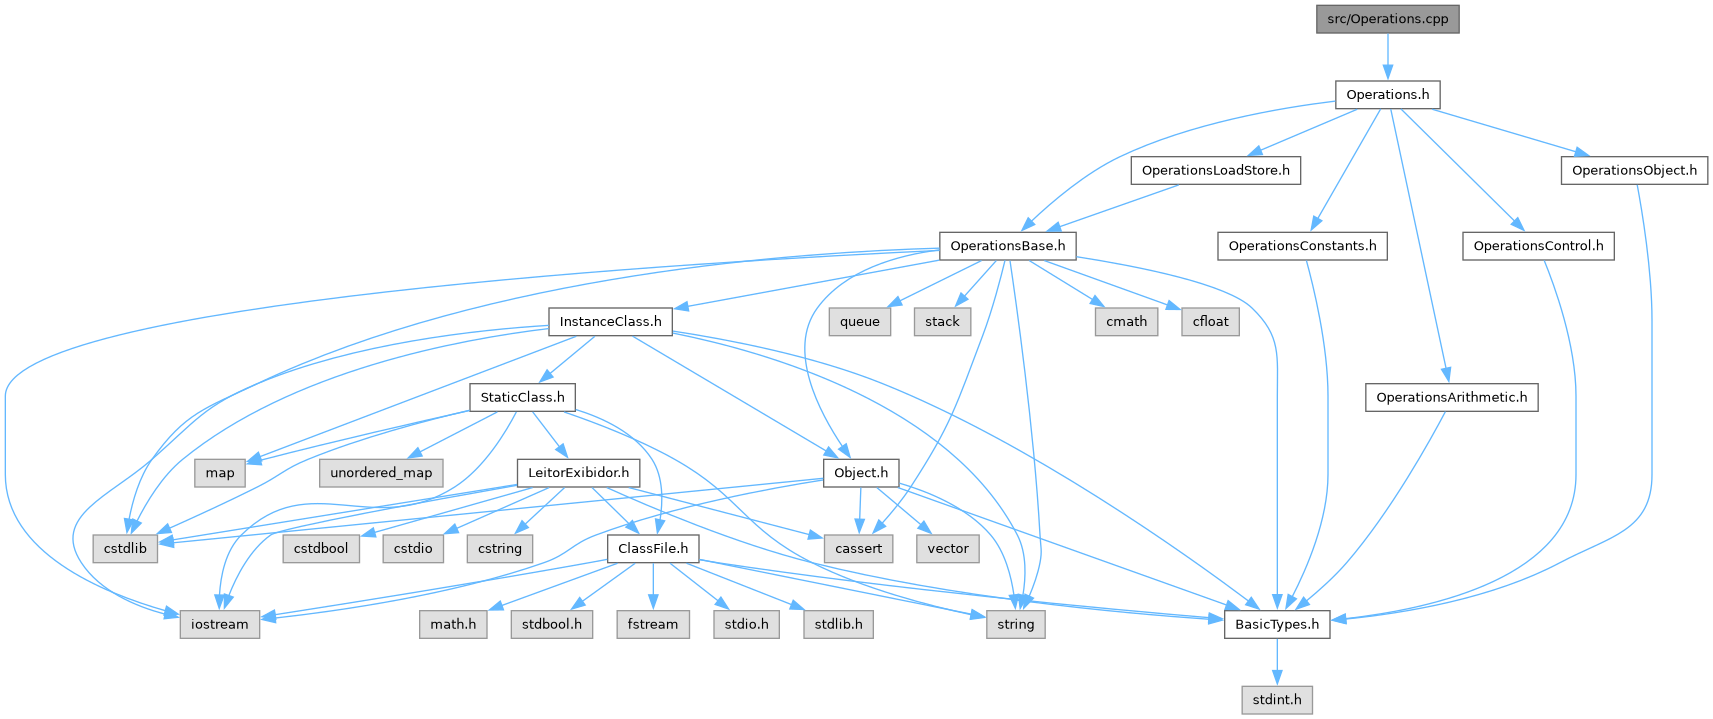 src/Operations.cpp
Operations.h
OperationsLoadStore.h
OperationsObject.h
OperationsBase.h
OperationsConstants.h
OperationsControl.h
InstanceClass.h
queue
stack
cmath
cfloat
StaticClass.h
OperationsArithmetic.h
map
unordered_map
LeitorExibidor.h
Object.h
cstdlib
cstdbool
cstdio
cstring
ClassFile.h
cassert
vector
iostream
math.h
stdbool.h
fstream
stdio.h
stdlib.h
string
BasicTypes.h
stdint.h